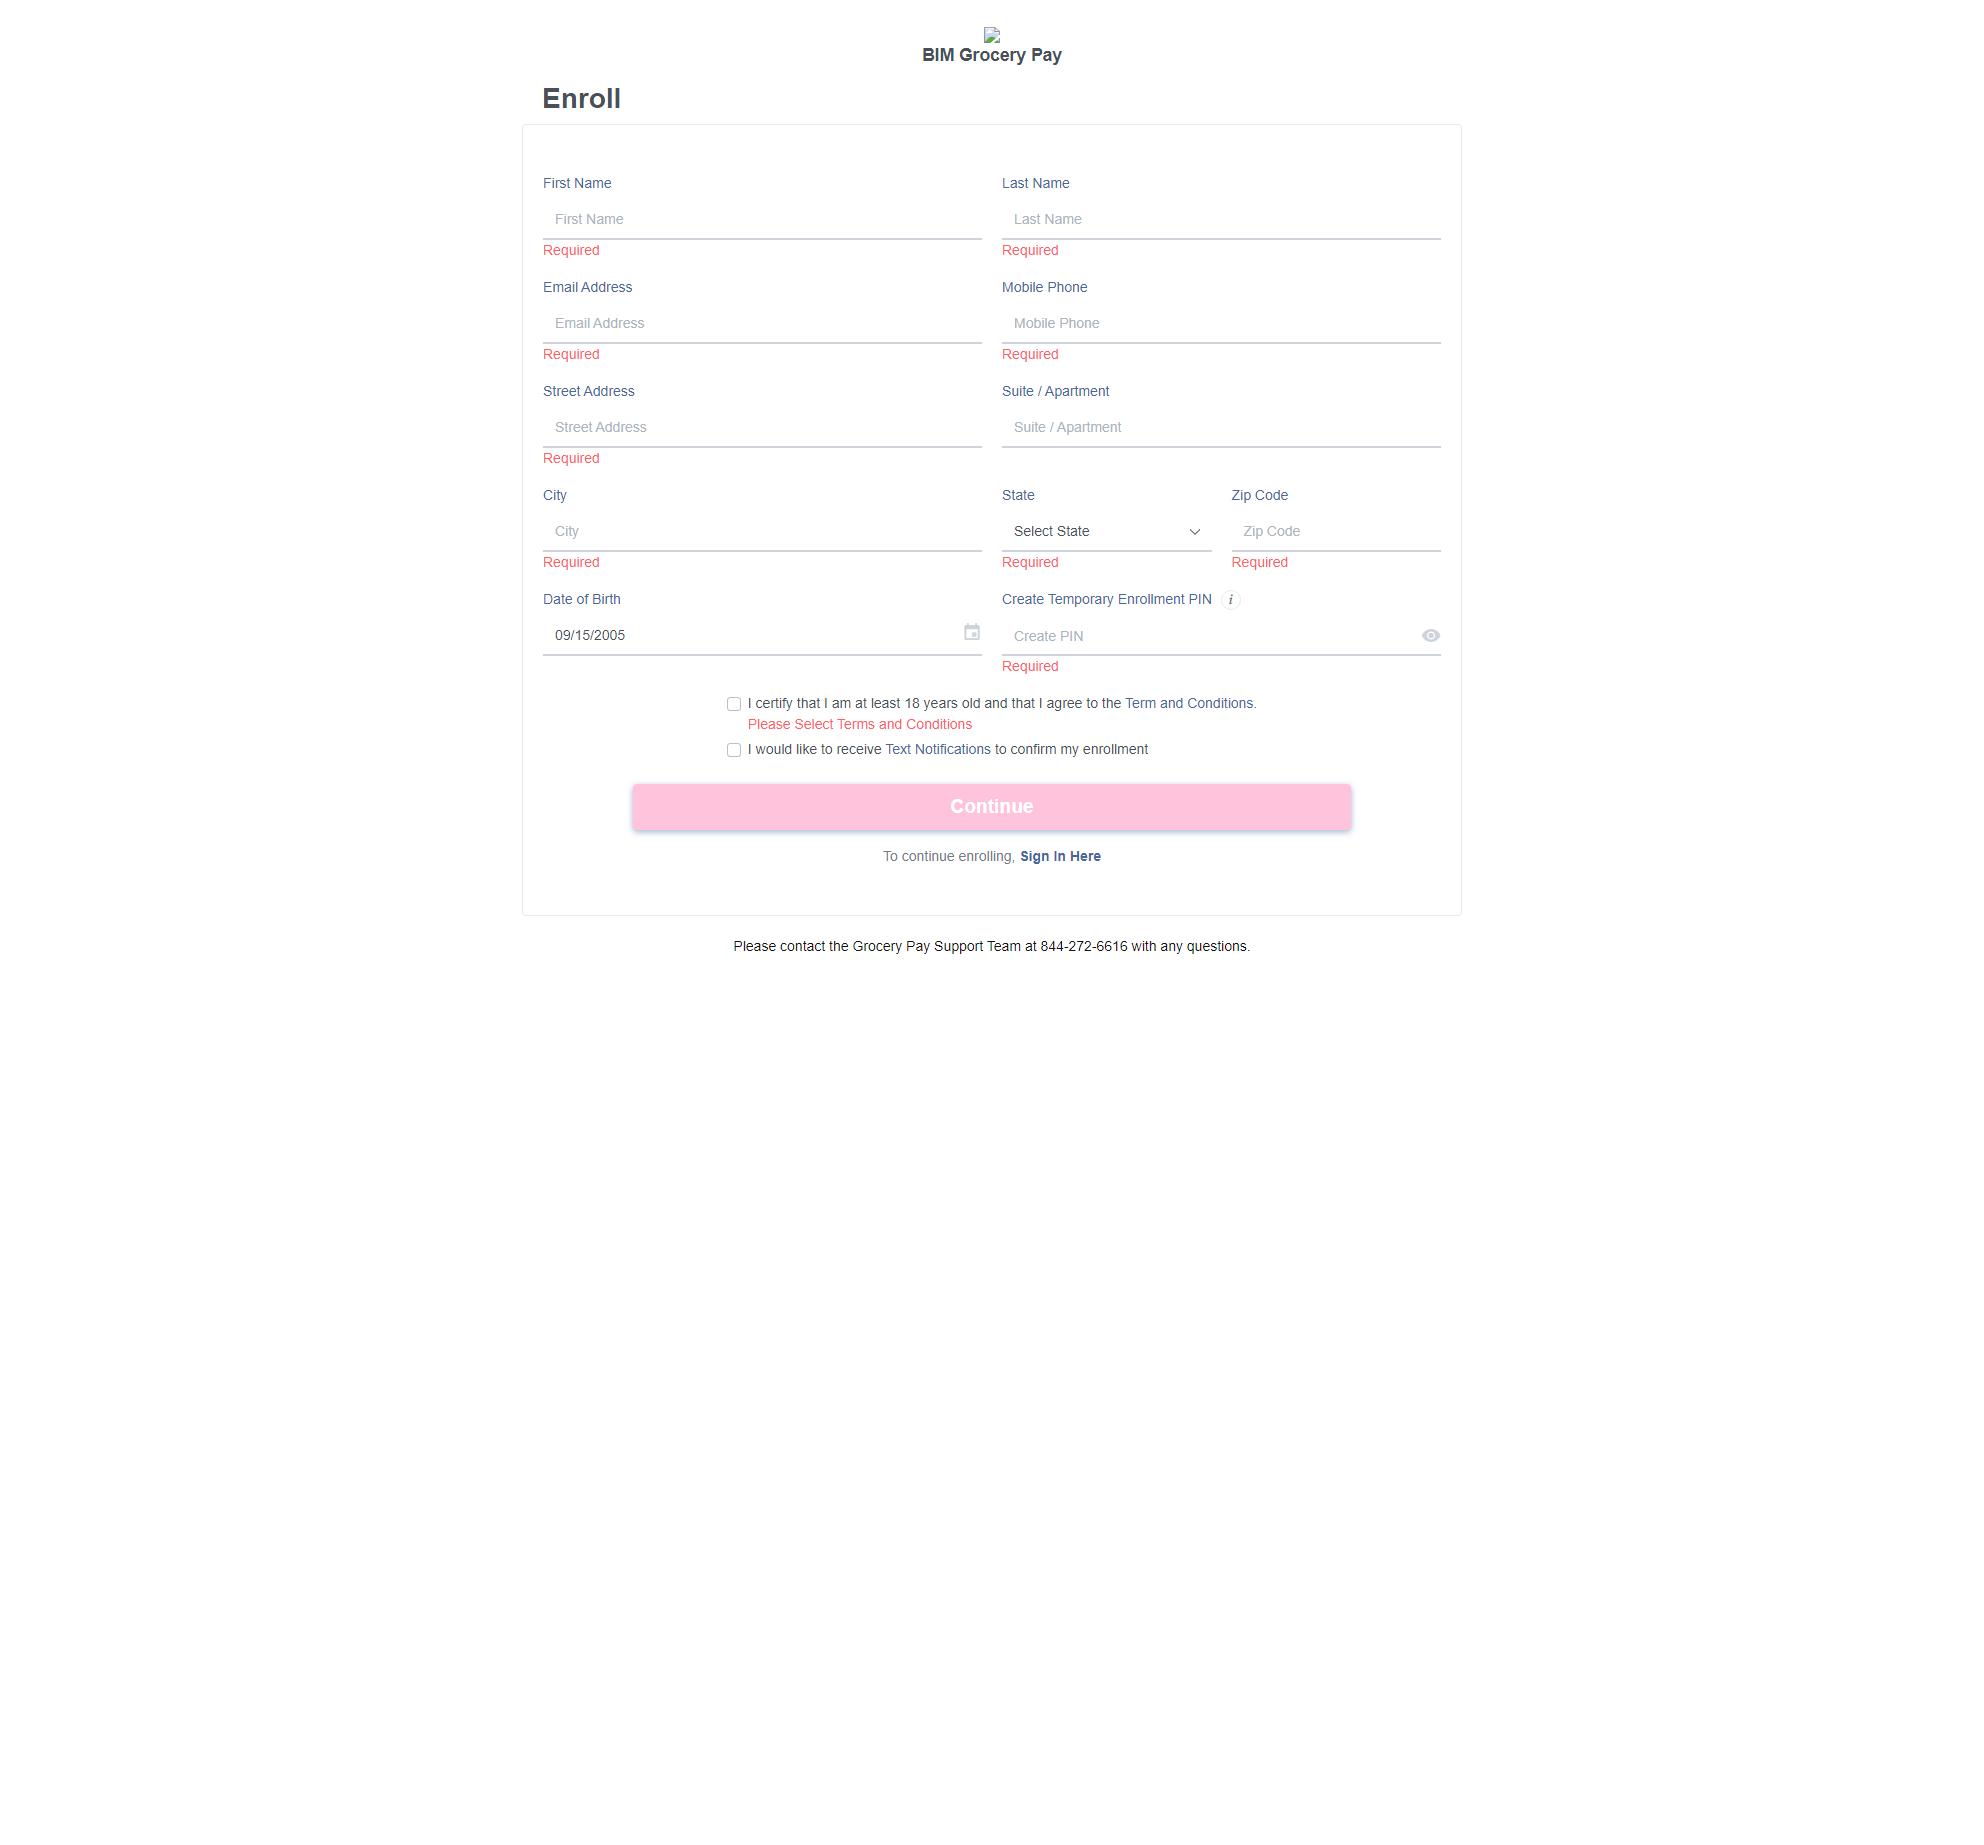 BIM Grocery Pay
Enroll
First Name
Last Name
First Name
Last Name
Required
Required
Email Address
Mobile Phone
Email Address
Mobile Phone
Required
Required
Street Address
Suite / Apartment
Street Address
Suite / Apartment
Required
City
State
Zip Code
City
Select State
Zip Code
Required
Required
Required
Date of Birth
Create Temporary Enrollment PIN i
09/15/2005
Create PIN
Required
I certify that I am at least 18 years old and that I agree to the Term and Conditions.
Please Select Terms and Conditions
I would like to receive Text Notifications to confirm my enrollment
Continue
To continue enrolling, Sign In Here
Please contact the Grocery Pay Support Team at 844-272-6616 with any questions.